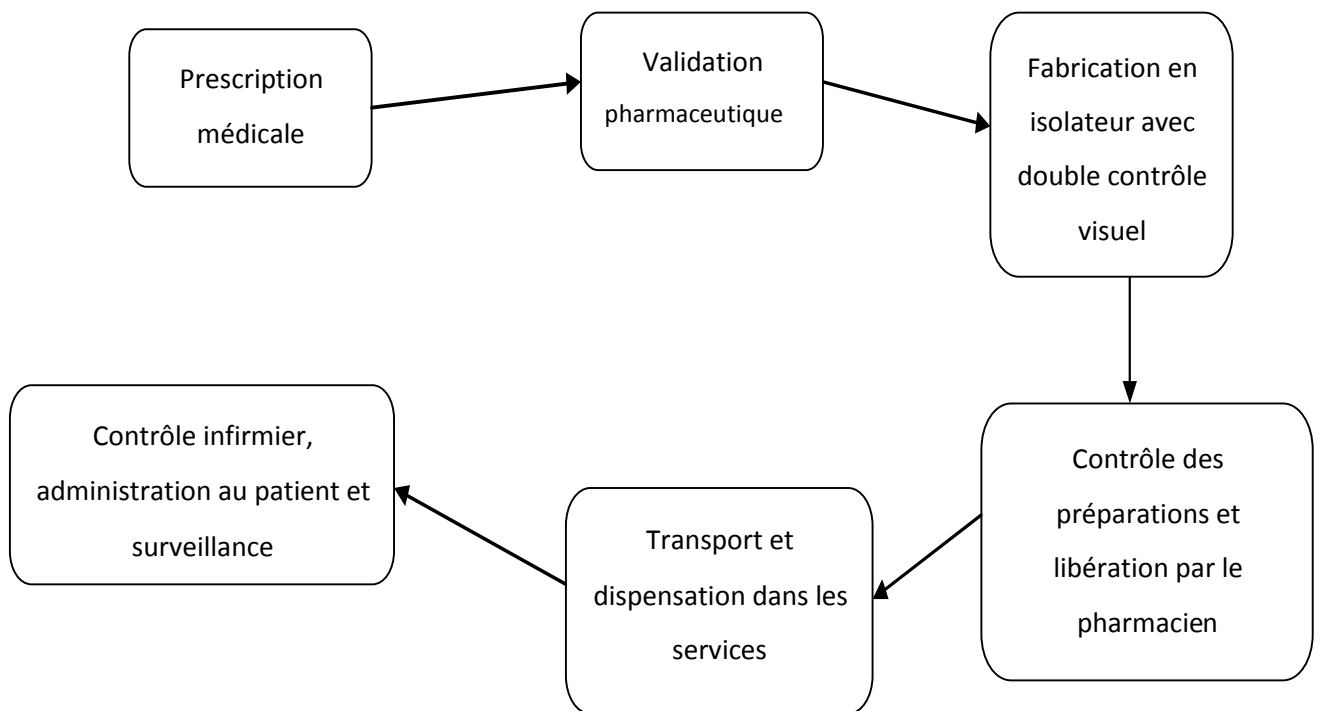 Prescription
médicale
Validation
pharmaceutique
Fabrication en
isolateur avec
double contrôle
visuel
Contrôle des
préparations et
libération par le
pharmacien
Transport et
dispensation dans les
services
Contrôle infirmier,
administration au patient et
surveillance